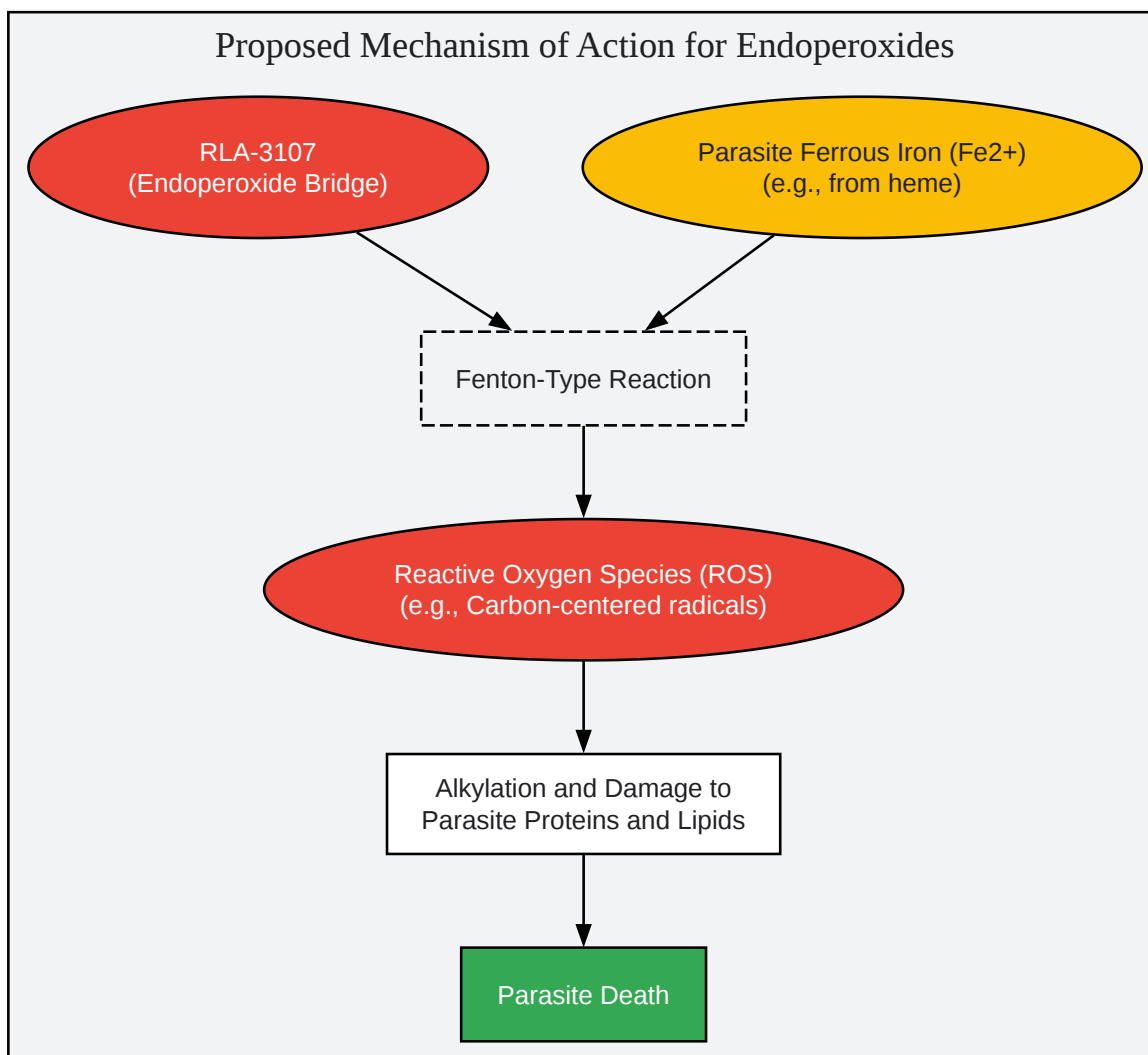 Proposed Mechanism of Action for Endoperoxides
RLA-3107
(Endoperoxide Bridge)
Parasite Ferrous Iron (Fe2+)
(e.g., from heme)
Fenton-Type Reaction
Reactive Oxygen Species (ROS)
(e.g., Carbon-centered radicals)
Alkylation and Damage to
Parasite Proteins and Lipids
Parasite Death